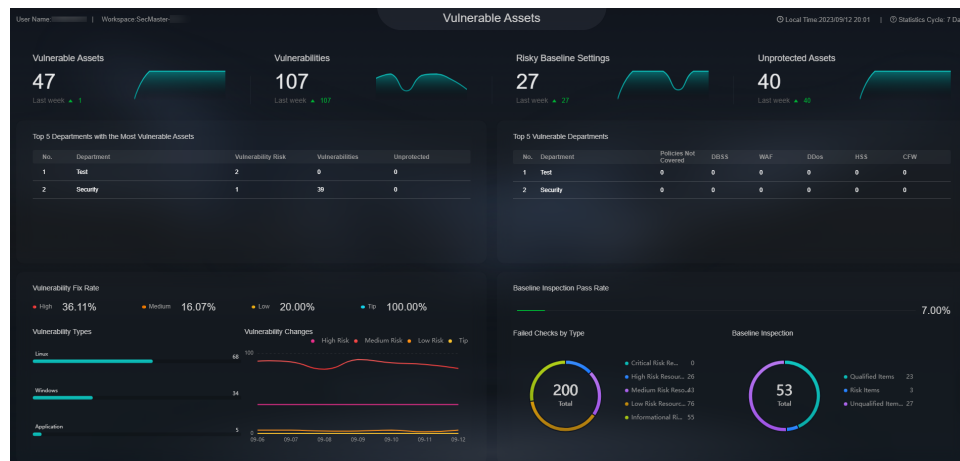 User Name: | Workspace:SecMaster-
Vulnerable Assets
Local Time:2023/09/12 20:01 | Statistics Cycle: 7 Da
Vulnerable Assets
47
Last week ▲ 1
Vulnerabilities
107
Last week ▲ 107
Risky Baseline Settings
27
Last week ▲ 27
Unprotected Assets
40
Last week ▲ 40
Top 5 Departments with the Most Vulnerable Assets
No. Department Vulnerability Risk Vulnerabilities Unprotected
1 Test 2 0 0
2 Security 1 39 0
Top 5 Vulnerable Departments
No. Department Policies Not Covered DBSS WAF DDos HSS CFW
1 Test 0 0 0 0 0 0
2 Security 0 0 0 0 0 0
Vulnerability Fix Rate
High 36.11% Medium 16.07% Low 20.00% Tip 100.00%
Vulnerability Types
Linux 68
Windows 34
Application 5
Vulnerability Changes
High Risk Medium Risk Low Risk Tip
100
0
09-06 09-07 09-08 09-09 09-10 09-11 09-12
Baseline Inspection Pass Rate
7.00%
Failed Checks by Type
200
Total
Critical Risk Re... 0
High Risk Resour... 26
Medium Risk Reso...43
Low Risk Resourc... 76
Informational Ri... 55
Baseline Inspection
53
Total
Qualified Items 23
Risk Items 3
Unqualified Item... 27